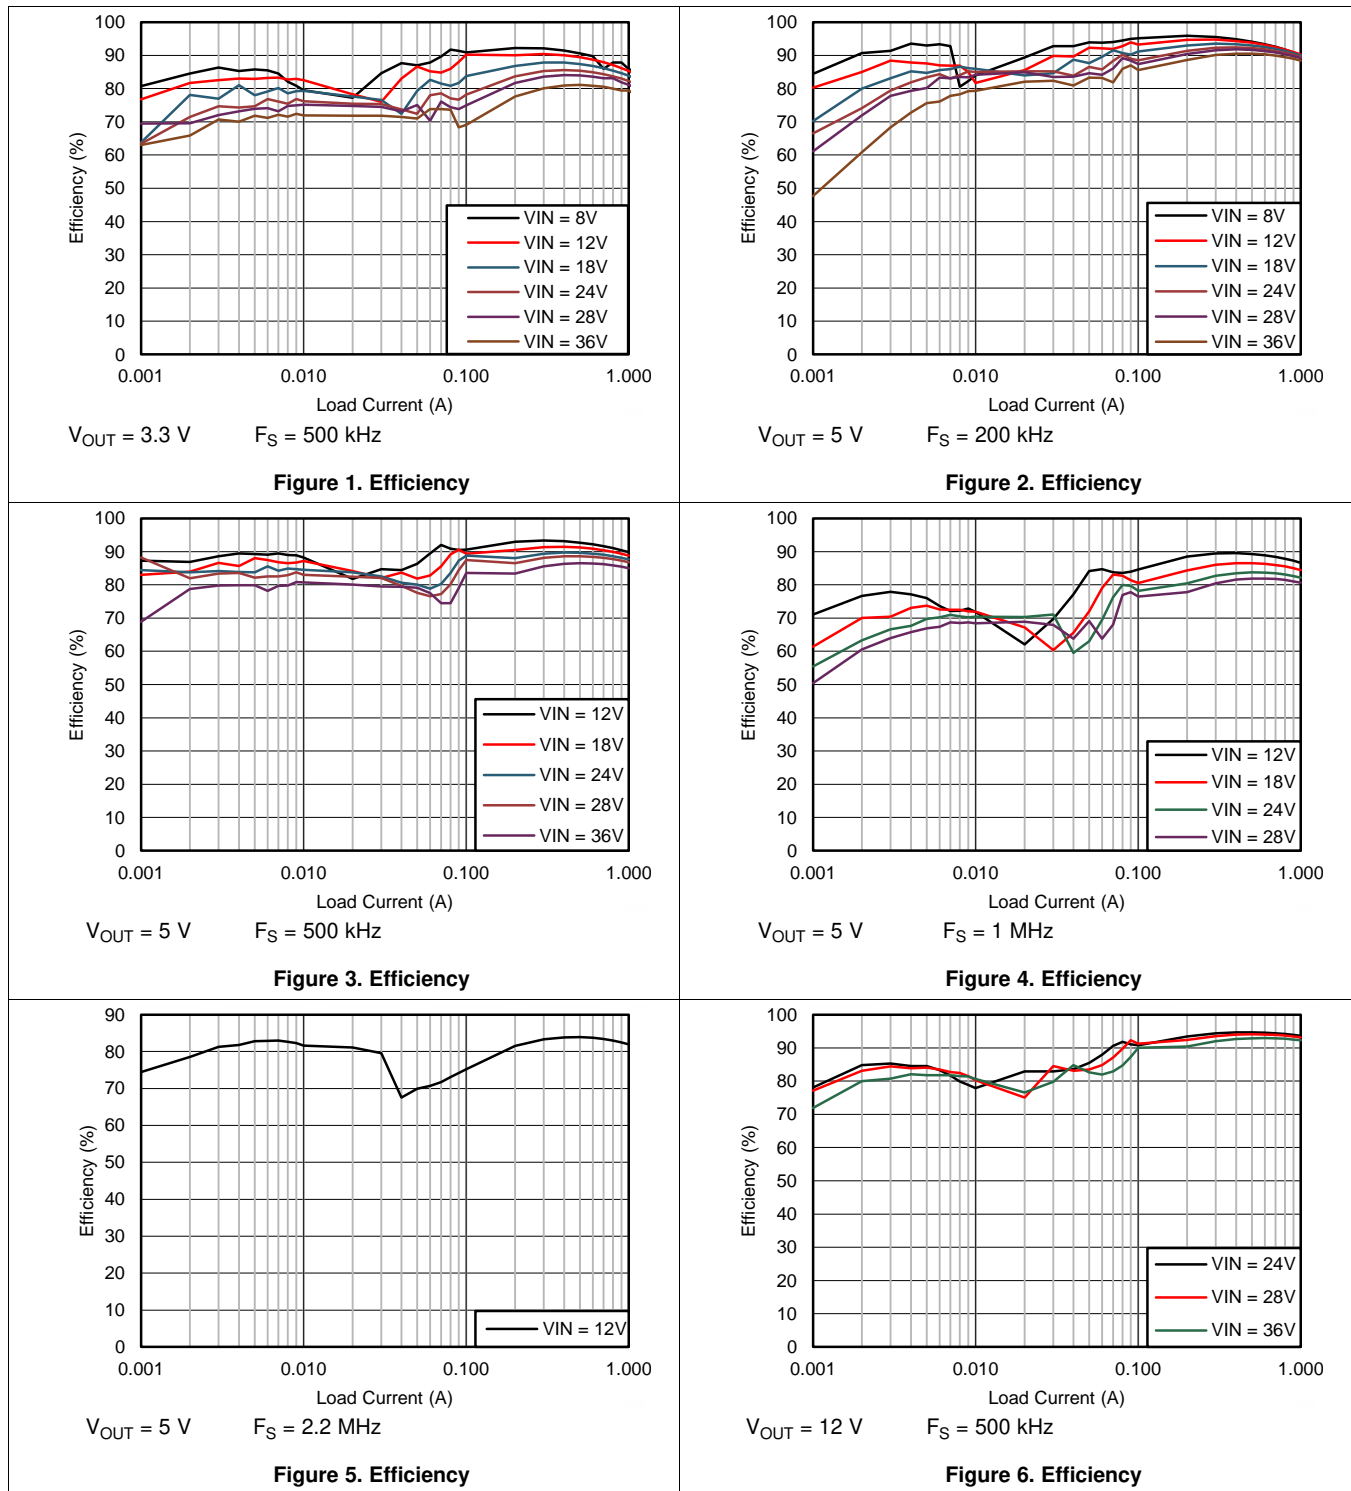 100
90
80
70
60
50
40
30
20
10
0
Efficiency (%)
VIN = 8V
VIN = 12V
VIN = 18V
VIN = 24V
VIN = 28V
VIN = 36V
0.001 0.010 0.100 1.000
Load Current (A)
VOUT = 3.3 V FS = 500 kHz
Figure 1. Efficiency
100
90
80
70
60
50
40
30
20
10
0
Efficiency (%)
VIN = 8V
VIN = 12V
VIN = 18V
VIN = 24V
VIN = 28V
VIN = 36V
0.001 0.010 0.100 1.000
Load Current (A)
VOUT = 5 V FS = 200 kHz
Figure 2. Efficiency
100
90
80
70
60
50
40
30
20
10
0
Efficiency (%)
VIN = 12V
VIN = 18V
VIN = 24V
VIN = 28V
VIN = 36V
0.001 0.010 0.100 1.000
Load Current (A)
VOUT = 5 V FS = 500 kHz
Figure 3. Efficiency
100
90
80
70
60
50
40
30
20
10
0
Efficiency (%)
VIN = 12V
VIN = 18V
VIN = 24V
VIN = 28V
0.001 0.010 0.100 1.000
Load Current (A)
VOUT = 5 V FS = 1 MHz
Figure 4. Efficiency
90
80
70
60
50
40
30
20
10
0
Efficiency (%)
VIN = 12V
0.001 0.010 0.100 1.000
Load Current (A)
VOUT = 5 V FS = 2.2 MHz
Figure 5. Efficiency
100
90
80
70
60
50
40
30
20
10
0
Efficiency (%)
VIN = 24V
VIN = 28V
VIN = 36V
0.001 0.010 0.100 1.000
Load Current (A)
VOUT = 12 V FS = 500 kHz
Figure 6. Efficiency